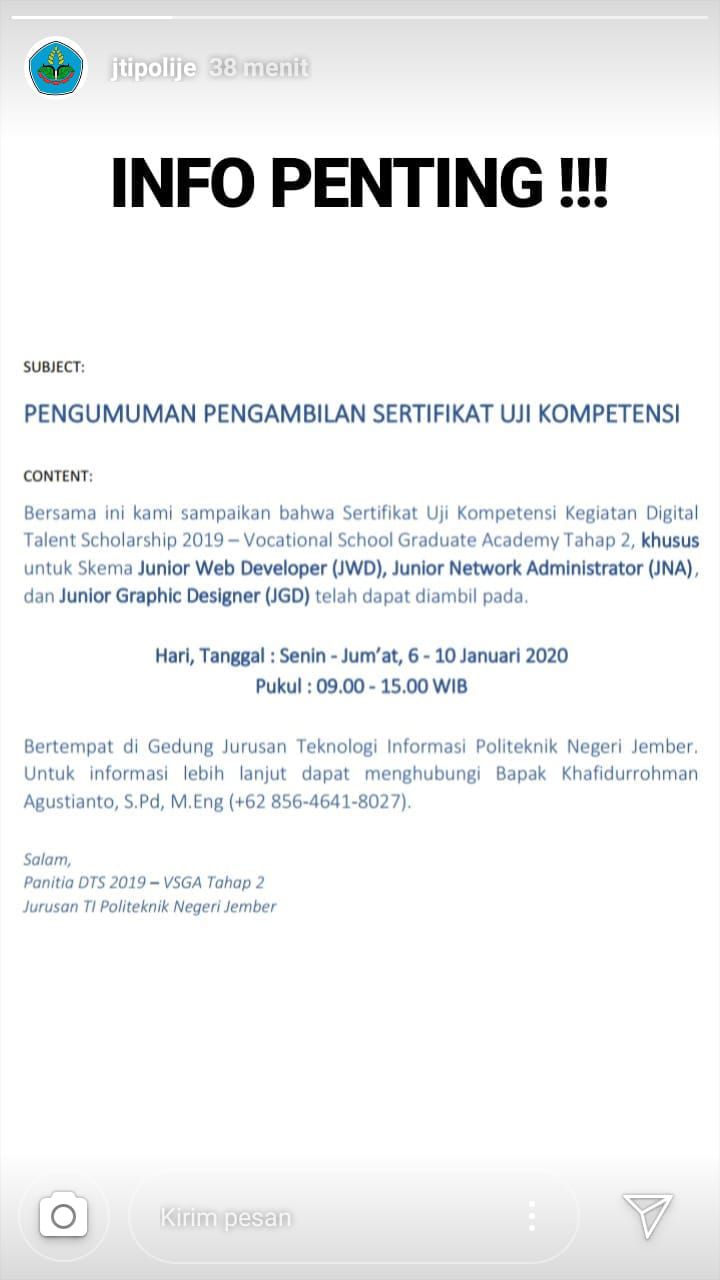 jtipolije 38 menit
INFO PENTING !!!
SUBJECT:
PENGUMUMAN PENGAMBILAN SERTIFIKAT UJI KOMPETENSI
CONTENT:
Bersama ini kami sampaikan bahwa Sertifikat Uji Kompetensi Kegiatan Digital
Talent Scholarship 2019 – Vocational School Graduate Academy Tahap 2, khusus
untuk Skema Junior Web Developer (JWD), Junior Network Administrator (JNA),
dan Junior Graphic Designer (JGD) telah dapat diambil pada.
Hari, Tanggal : Senin - Jum’at, 6 - 10 Januari 2020
Pukul : 09.00 - 15.00 WIB
Bertempat di Gedung Jurusan Teknologi Informasi Politeknik Negeri Jember.
Untuk informasi lebih lanjut dapat menghubungi Bapak Khafidurrohman
Agustianto, S.Pd, M.Eng (+62 856-4641-8027).
Salam,
Panitia DTS 2019 – VSGA Tahap 2
Jurusan TI Politeknik Negeri Jember
Kirim pesan